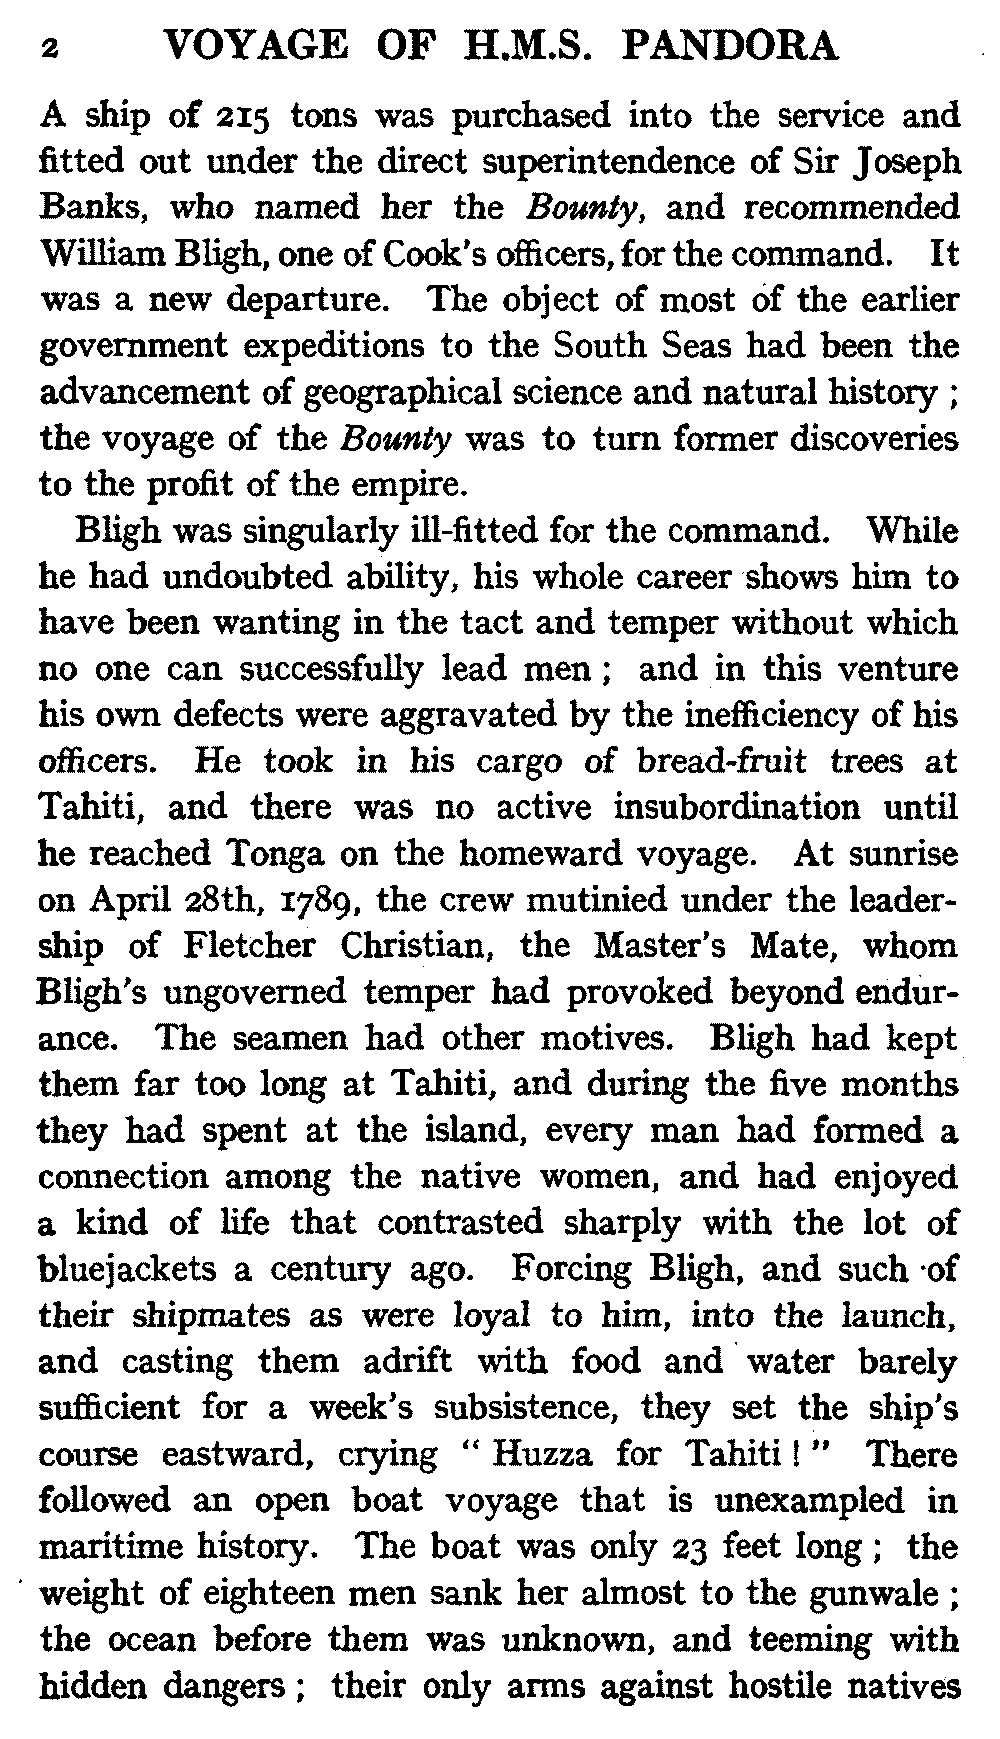 2 VOYAGE OF H.M.S. PANDORA
A ship of 215 tons was purchased into the service and
fitted out under the direct superintendence of Sir Joseph
Banks, who named her the Bounty, and recommended
William Bligh, one of Cook's officers, for the command. It
was a new departure. The object of most of the earlier
government expeditions to the South Seas had been the
advancement of geographical science and natural history ;
the voyage of the Bounty was to turn former discoveries
to the profit of the empire.
Bligh was singularly ill-fitted for the command. While
he had undoubted ability, his whole career shows him to
have been wanting in the tact and temper without which
no one can successfully lead men ; and in this venture
his own defects were aggravated by the inefficiency of his
officers. He took in his cargo of bread-fruit trees at
Tahiti, and there was no active insubordination until
he reached Tonga on the homeward voyage. At sunrise
on April 28th, 1789, the crew mutinied under the leader-
ship of Fletcher Christian, the Master's Mate, whom
Bligh's ungoverned temper had provoked beyond endur-
ance. The seamen had other motives. Bligh had kept
them far too long at Tahiti, and during the five months
they had spent at the island, every man had formed a
connection among the native women, and had enjoyed
a kind of life that contrasted sharply with the lot of
bluejackets a century ago. Forcing Bligh, and such of
their shipmates as were loyal to him, into the launch,
and casting them adrift with food and water barely
sufficient for a week's subsistence, they set the ship's
course eastward, crying " Huzza for Tahiti ! " There
followed an open boat voyage that is unexampled in
maritime history. The boat was only 23 feet long ; the
weight of eighteen men sank her almost to the gunwale ;
the ocean before them was unknown, and teeming with
hidden dangers ; their only arms against hostile natives